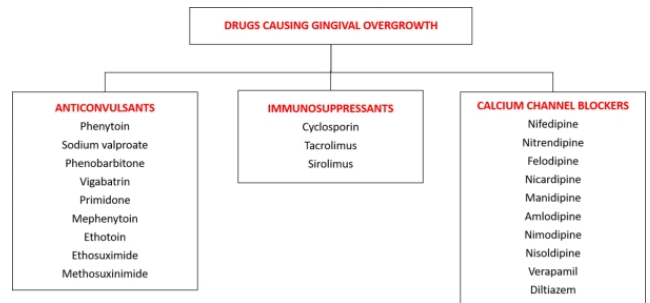 DRUGS CAUSING GINGIVAL OVERGROWTH
ANTICONVULSANTS
Phenytoin
Sodium valproate
Phenobarbitone
Vigabatrin
Primidone
Mephenytoin
Ethotoin
Ethosuximide
Methosuxinimide
IMMUNOSUPPRESSANTS
Cyclosporin
Tacrolimus
Sirolimus
CALCIUM CHANNEL BLOCKERS
Nifedipine
Nitrendipine
Felodipine
Nicardipine
Manidipine
Amlodipine
Nimodipine
Nisoldipine
Verapamil
Diltiazem